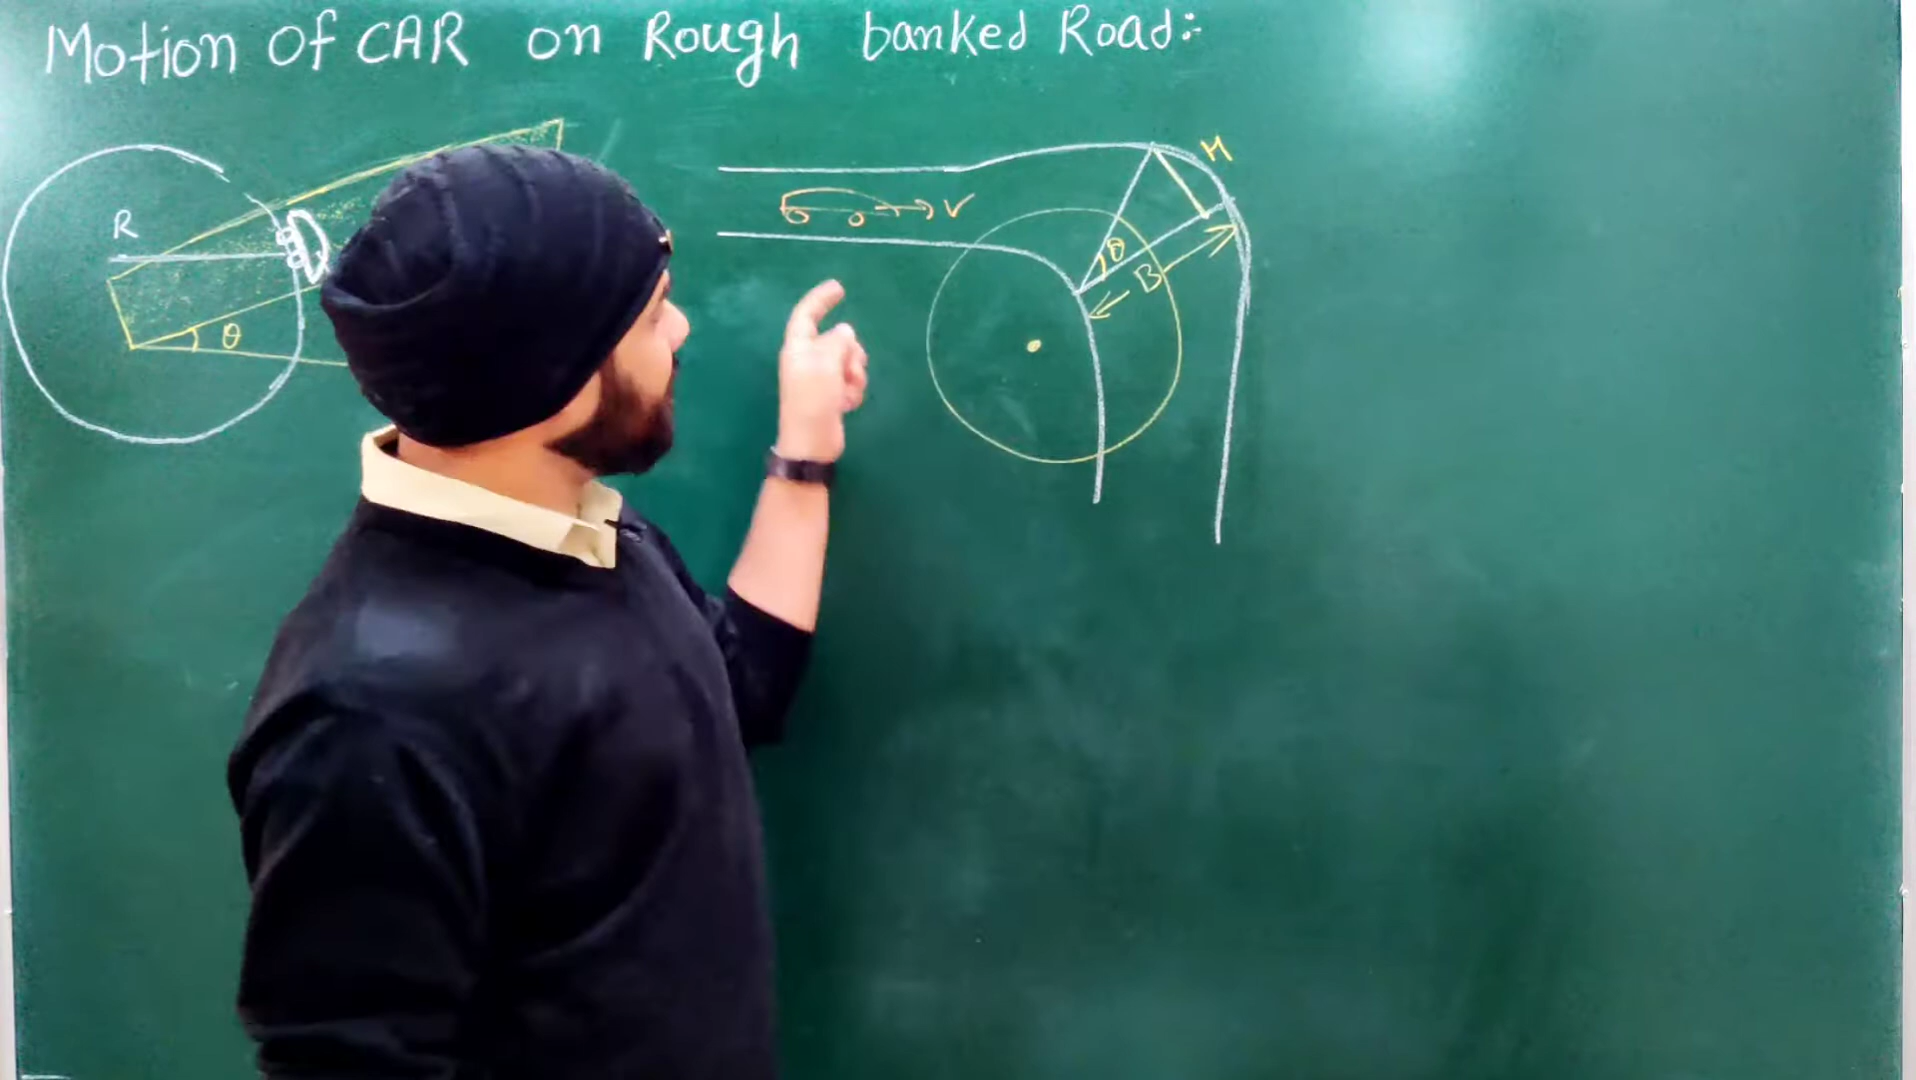 Motion Of CAR on Rough banked Road:-
R
θ
V
H
θ
B